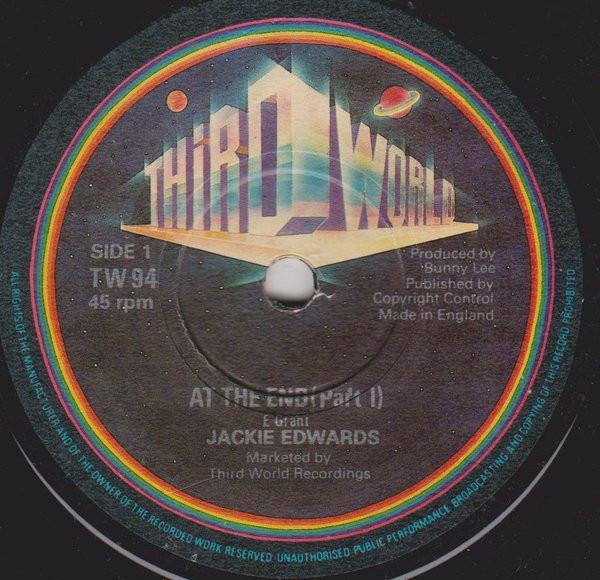 THiRD WORLD
SIDE 1
TW 94
45 rpm
Produced by
Bunny Lee
Published by
Copyright Control
Made in England
AT THE END (Part I)
E Grant
JACKIE EDWARDS
Marketed by
Third World Recordings
ALL RIGHTS OF THE MANUFACTURER AND OF THE OWNER OF THE RECORDED WORK RESERVED UNAUTHORISED PUBLIC PERFORMANCE BROADCASTING AND COPYING OF THIS RECORD PROHIBITED